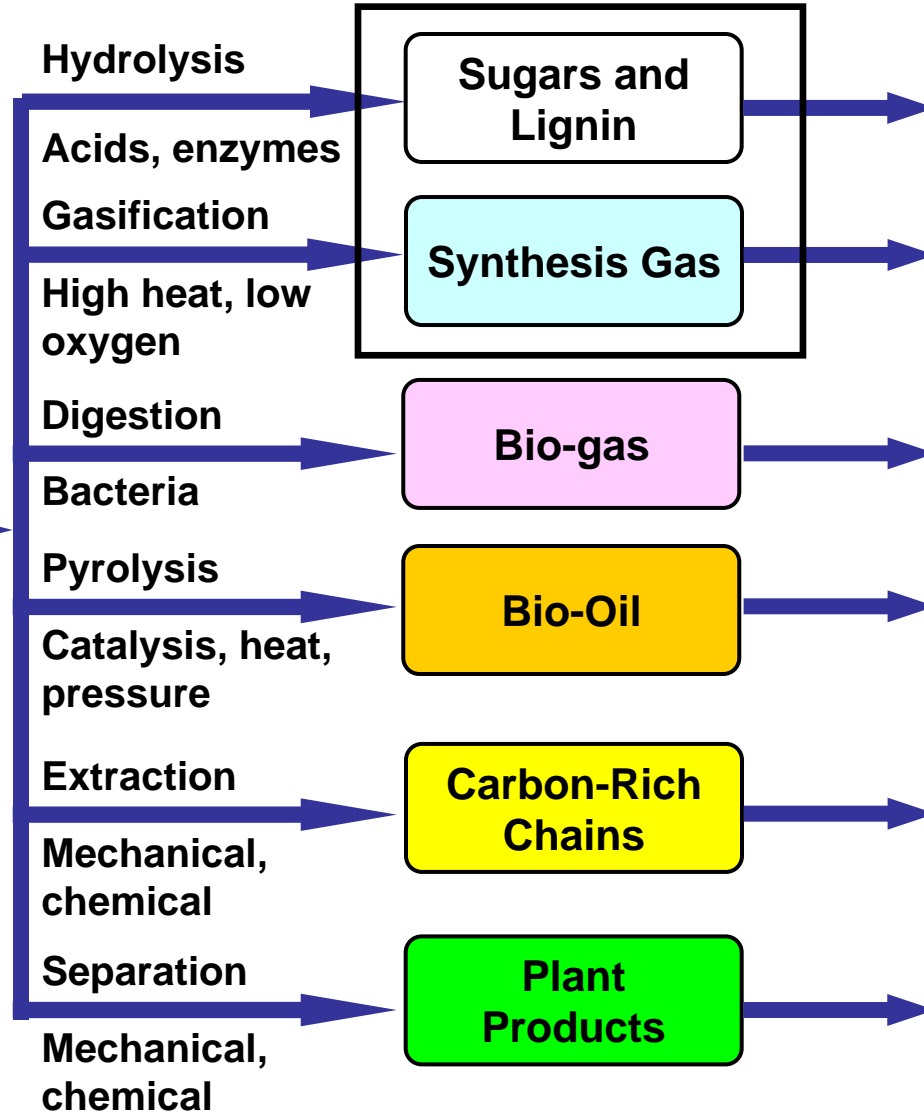 Hydrolysis
Sugars and
Lignin
Acids, enzymes
Gasification
Synthesis Gas
High heat, low
oxygen
Digestion
Bio-gas
Bacteria
Pyrolysis
Bio-Oil
Catalysis, heat,
pressure
Extraction
Carbon-Rich
Chains
Mechanical,
chemical
Separation
Plant
Products
Mechanical,
chemical